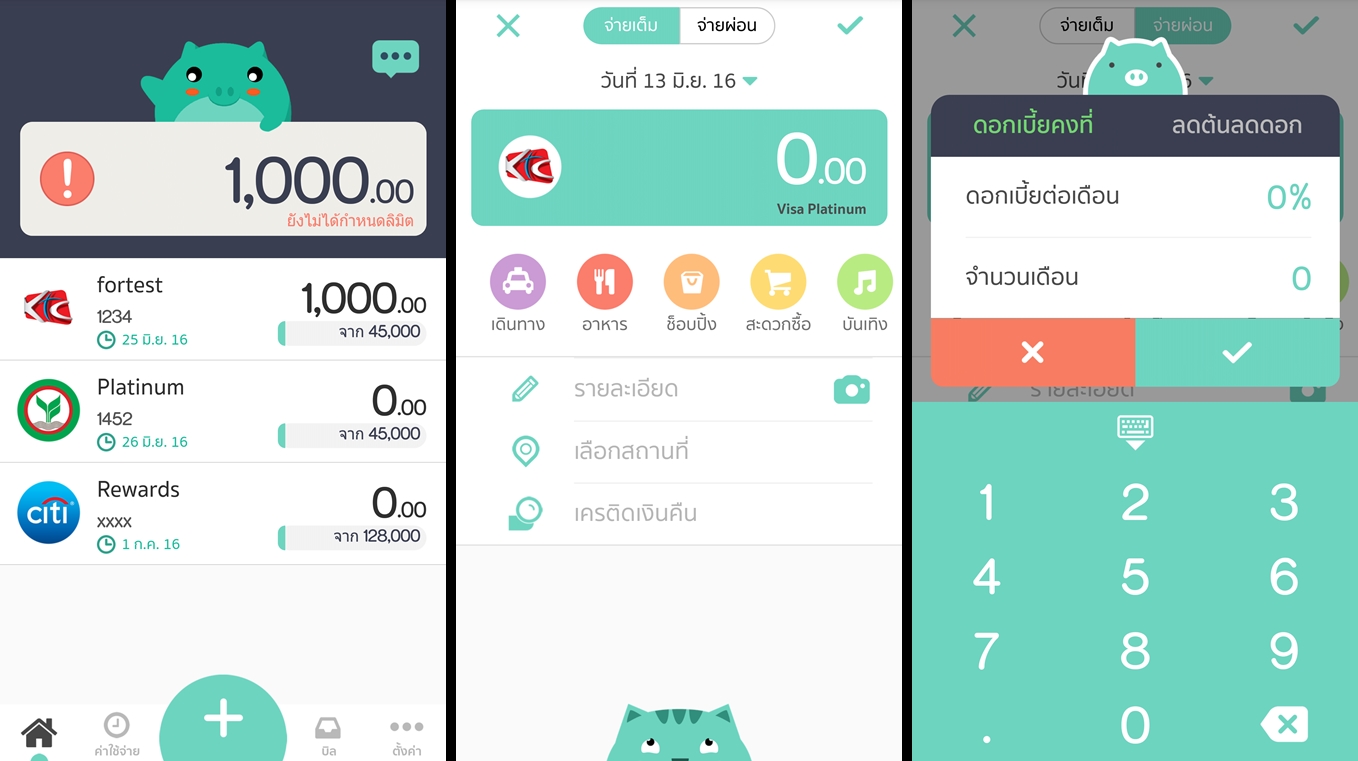 1,000.00
ยังไม่ได้กำหนดลิมิต
KTC
fortest
1234
25 มิ.ย. 16
1,000.00
จาก 45,000
Platinum
1452
26 มิ.ย. 16
0.00
จาก 45,000
citi
Rewards
xxxx
1 ก.ค. 16
0.00
จาก 128,000
ค่าใช้จ่าย
บิล
ตั้งค่า
จ่ายเต็ม จ่ายผ่อน
วันที่ 13 มิ.ย. 16
KTC
0.00
Visa Platinum
เดินทาง อาหาร ช็อบปิ้ง สะดวกซื้อ บันเทิง
รายละเอียด
เลือกสถานที่
เครติดเงินคืน
จ่ายเต็ม จ่ายผ่อน
ดอกเบี้ยคงที่ ลดต้นลดดอก
ดอกเบี้ยต่อเดือน 0%
จำนวนเดือน 0
รายละเอียด
1 2 3
4 5 6
7 8 9
. 0